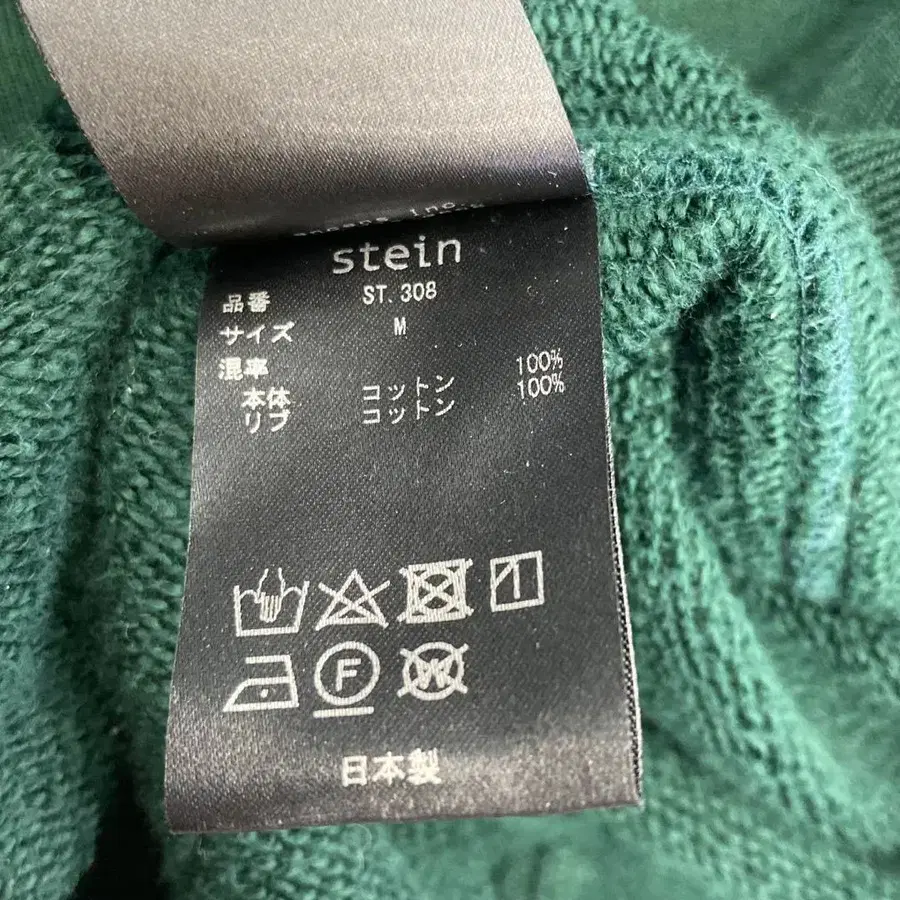 stein
品番 ST. 308
サイズ M
混率
本体 コットン 100%
リブ コットン 100%
F
W
日本製